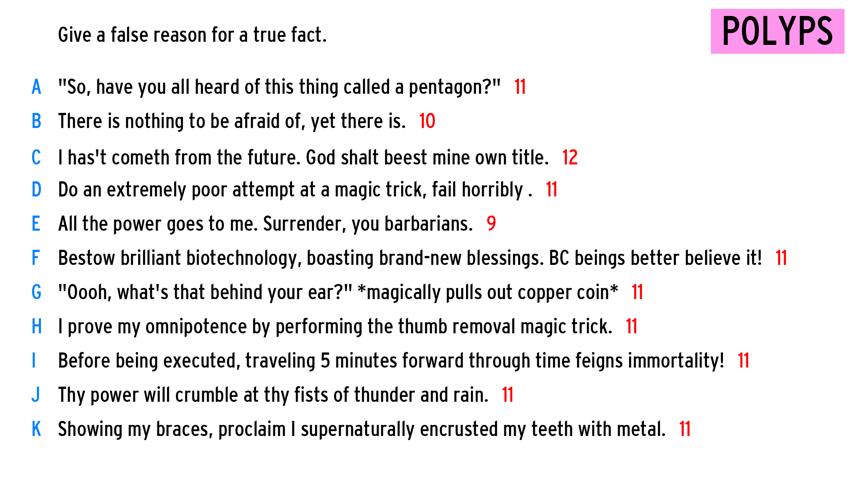 Give a false reason for a true fact.
POLYPS
A "So, have you all heard of this thing called a pentagon?" 11
B There is nothing to be afraid of, yet there is. 10
C I has't cometh from the future. God shalt beest mine own title. 12
D Do an extremely poor attempt at a magic trick, fail horribly . 11
E All the power goes to me. Surrender, you barbarians. 9
F Bestow brilliant biotechnology, boasting brand-new blessings. BC beings better believe it! 11
G "Oooh, what's that behind your ear?" *magically pulls out copper coin* 11
H I prove my omnipotence by performing the thumb removal magic trick. 11
I Before being executed, traveling 5 minutes forward through time feigns immortality! 11
J Thy power will crumble at thy fists of thunder and rain. 11
K Showing my braces, proclaim I supernaturally encrusted my teeth with metal. 11